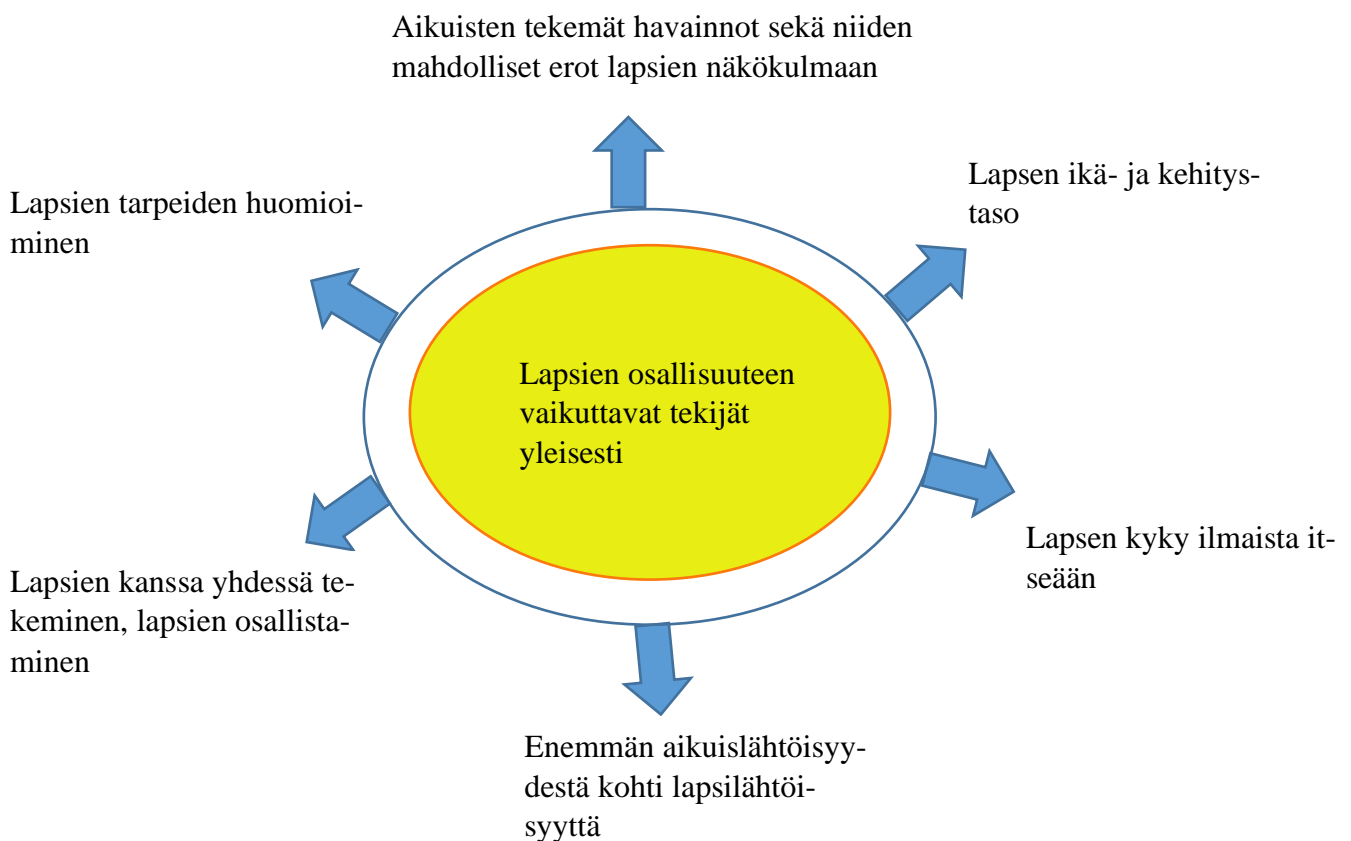 Aikuisten tekemät havainnot sekä niiden
mahdolliset erot lapsien näkökulmaan
Lapsen ikä- ja kehitys-
taso
Lapsien tarpeiden huomioi-
minen
Lapsien osallisuuteen
vaikuttavat tekijät
yleisesti
Lapsen kyky ilmaista it-
seään
Lapsien kanssa yhdessä te-
keminen, lapsien osallista-
minen
Enemmän aikuislähtöisyy-
destä kohti lapsilähtöi-
syyttä